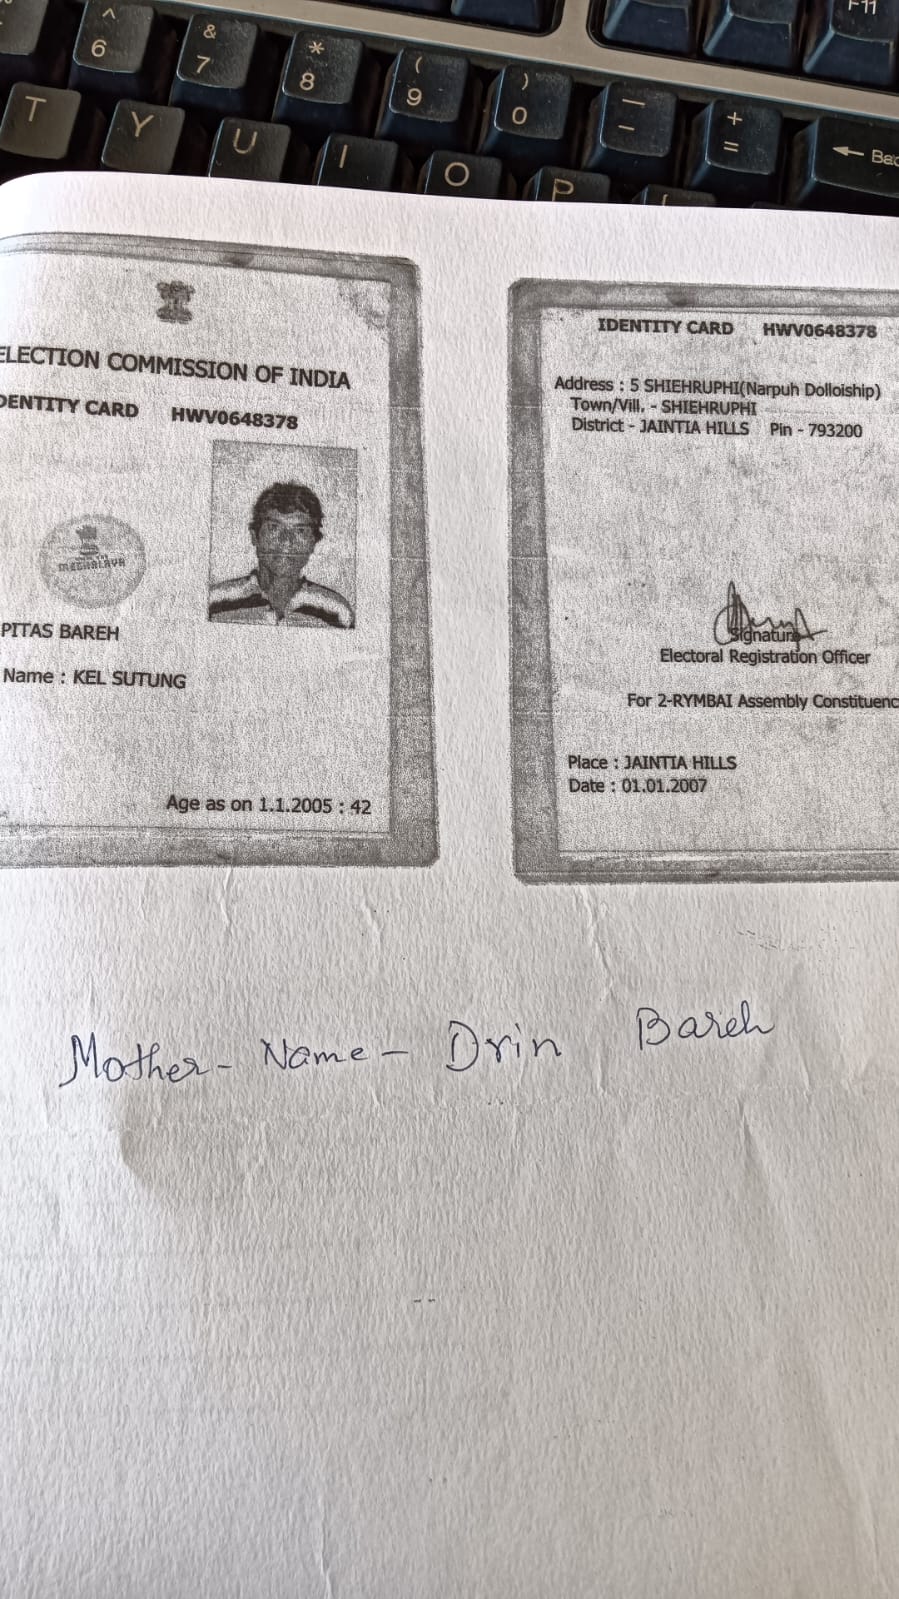 ^ 6 & 7 * 8 ( 9 ) 0 — - + = F11
T Y U I O P ← Bac
ELECTION COMMISSION OF INDIA
DENTITY CARD HWV0648378
MEGHALAYA
PITAS BAREH
Name : KEL SUTUNG
Age as on 1.1.2005 : 42
IDENTITY CARD HWV0648378
Address : 5 SHIEHRUPHI(Narpuh Dolloiship)
Town/Vill. - SHIEHRUPHI
District - JAINTIA HILLS Pin - 793200
Signature
Electoral Registration Officer
For 2-RYMBAI Assembly Constituenc
Place : JAINTIA HILLS
Date : 01.01.2007
Mother - Name - Drin Bareh